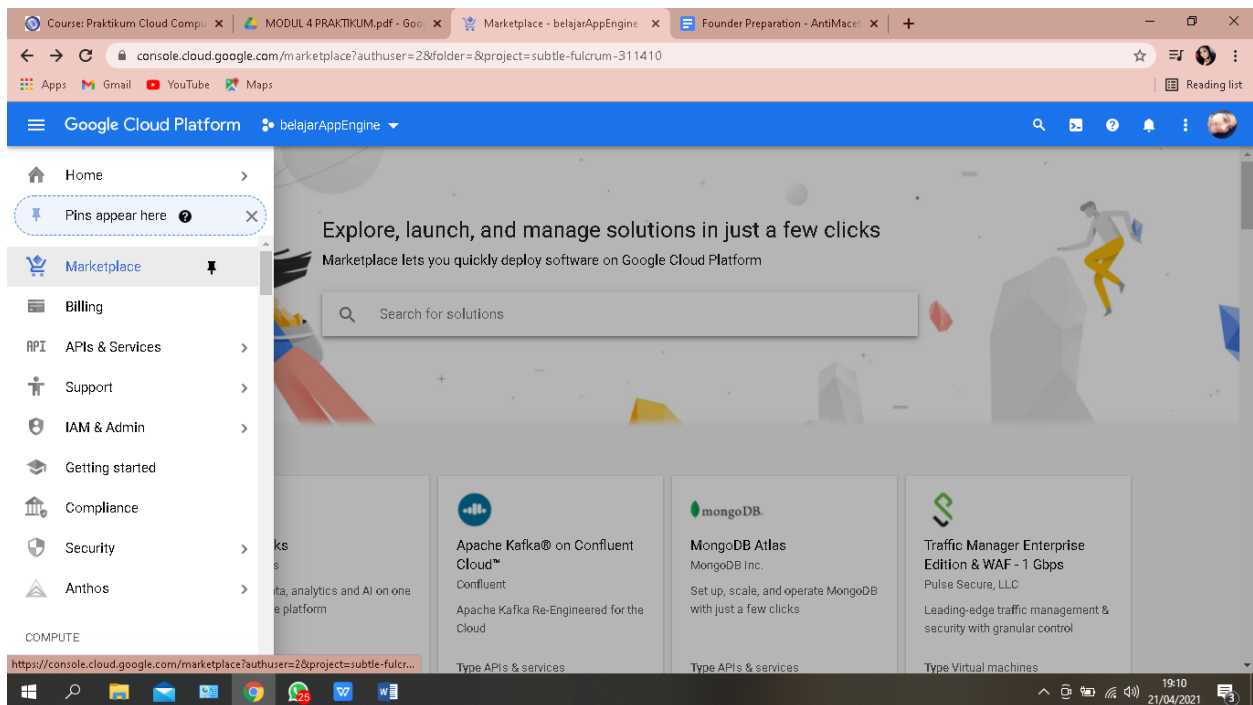 Course: Praktikum Cloud Compu
MODUL 4 PRAKTIKUM.pdf - Goo
Marketplace - belajarAppEngine
Founder Preparation - AntiMacet
console.cloud.google.com/marketplace?authuser=2&folder=&project=subtle-fulcrum-311410
Apps
Gmail
YouTube
Maps
Reading list
Google Cloud Platform
belajarAppEngine
Home
Pins appear here
Marketplace
Billing
API
APIs & Services
Support
IAM & Admin
Getting started
Compliance
Security
Anthos
COMPUTE
Explore, launch, and manage solutions in just a few clicks
Marketplace lets you quickly deploy software on Google Cloud Platform
Search for solutions
ks
s
ta, analytics and AI on one
e platform
Apache Kafka® on Confluent
Cloud™
Confluent
Apache Kafka Re-Engineered for the
Cloud
Type APIs & services
mongoDB.
MongoDB Atlas
MongoDB Inc.
Set up, scale, and operate MongoDB
with just a few clicks
Type APIs & services
Traffic Manager Enterprise
Edition & WAF - 1 Gbps
Pulse Secure, LLC
Leading-edge traffic management &
security with granular control
Type Virtual machines
https://console.cloud.google.com/marketplace?authuser=2&project=subtle-fulcr...
25
19:10
21/04/2021
3